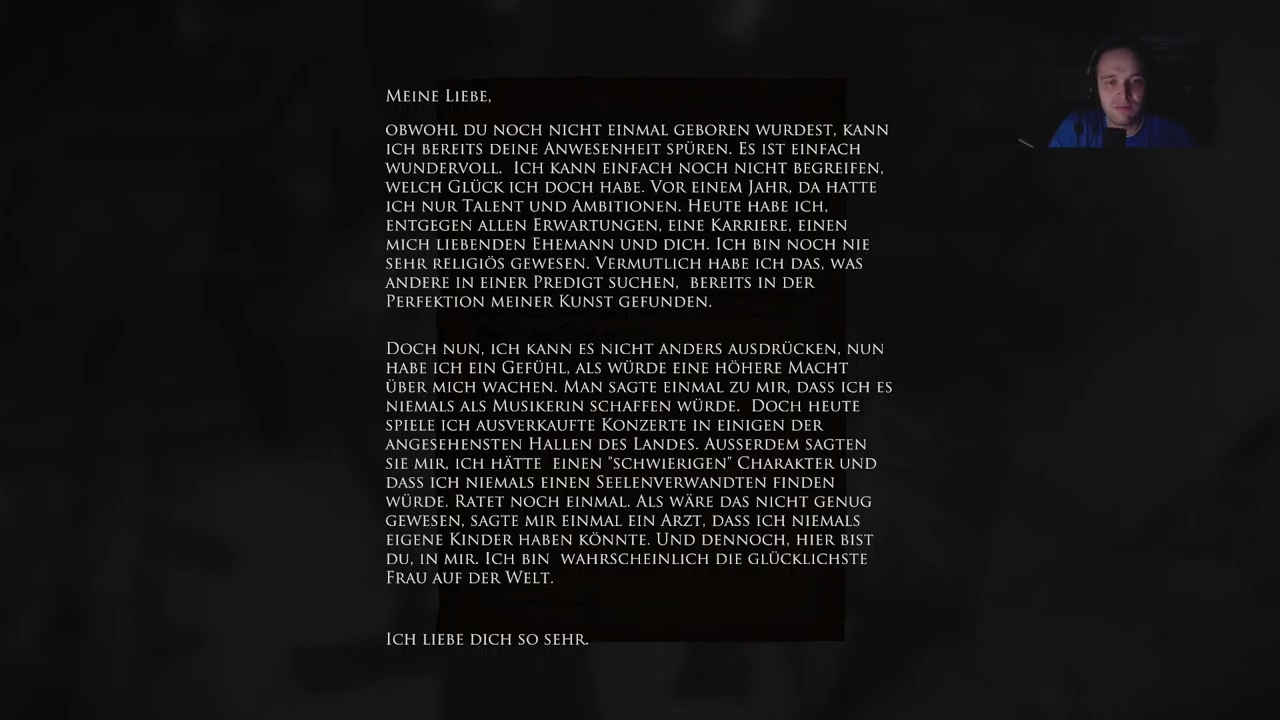 Meine Liebe,
obwohl du noch nicht einmal geboren wurdest, kann
ich bereits deine Anwesenheit spüren. Es ist einfach
wundervoll. Ich kann einfach noch nicht begreifen,
welch Glück ich doch habe. Vor einem Jahr, da hatte
ich nur Talent und Ambitionen. Heute habe ich,
entgegen allen Erwartungen, eine Karriere, einen
mich liebenden Ehemann und dich. Ich bin noch nie
sehr religiös gewesen. Vermutlich habe ich das, was
andere in einer Predigt suchen, bereits in der
Perfektion meiner Kunst gefunden.
Doch nun, ich kann es nicht anders ausdrücken, nun
habe ich ein Gefühl, als würde eine höhere Macht
über mich wachen. Man sagte einmal zu mir, dass ich es
niemals als Musikerin schaffen würde. Doch heute
spiele ich ausverkaufte Konzerte in einigen der
angesehensten Hallen des Landes. Ausserdem sagten
sie mir, ich hätte einen "schwierigen" Charakter und
dass ich niemals einen Seelenverwandten finden
würde. Ratet noch einmal. Als wäre das nicht genug
gewesen, sagte mir einmal ein Arzt, dass ich niemals
eigene Kinder haben könnte. Und dennoch, hier bist
du, in mir. Ich bin wahrscheinlich die glücklichste
Frau auf der Welt.
Ich liebe dich so sehr.